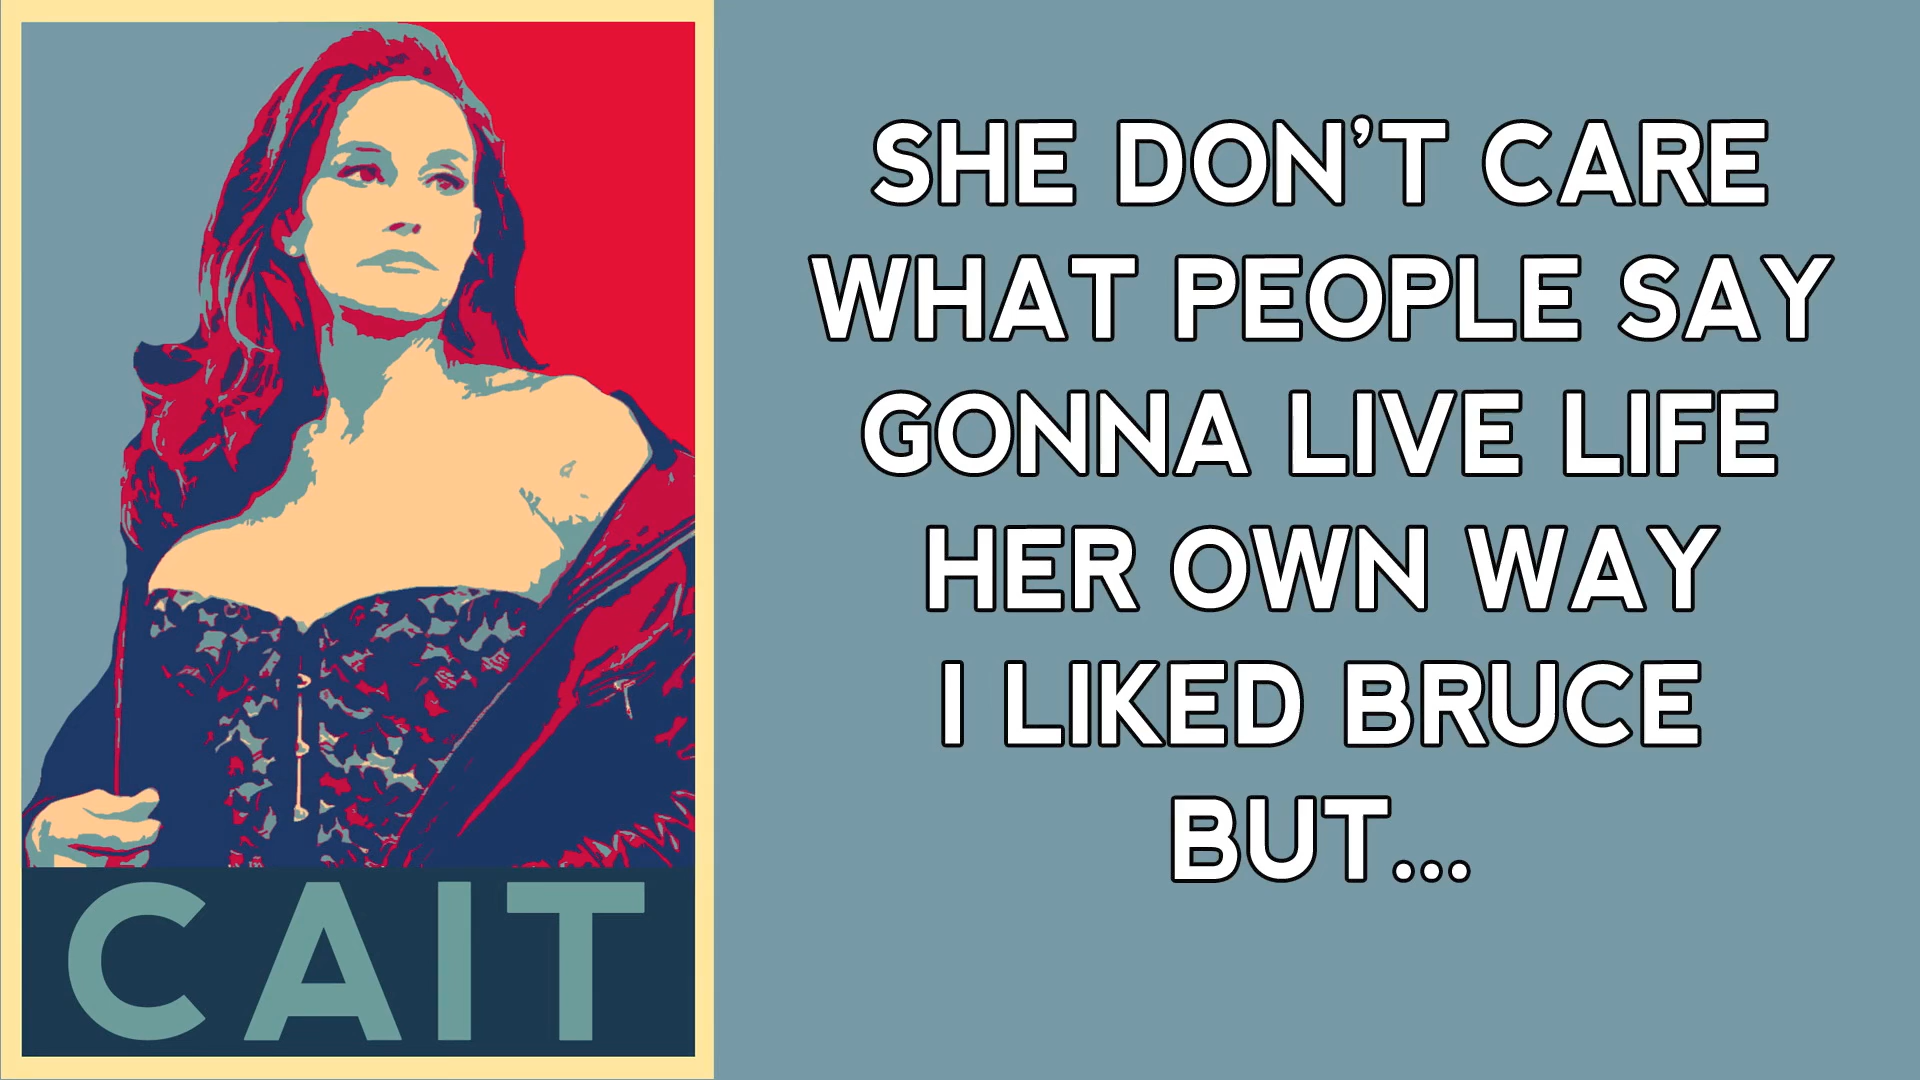 CAIT
SHE DON’T CARE
WHAT PEOPLE SAY
GONNA LIVE LIFE
HER OWN WAY
I LIKED BRUCE
BUT...